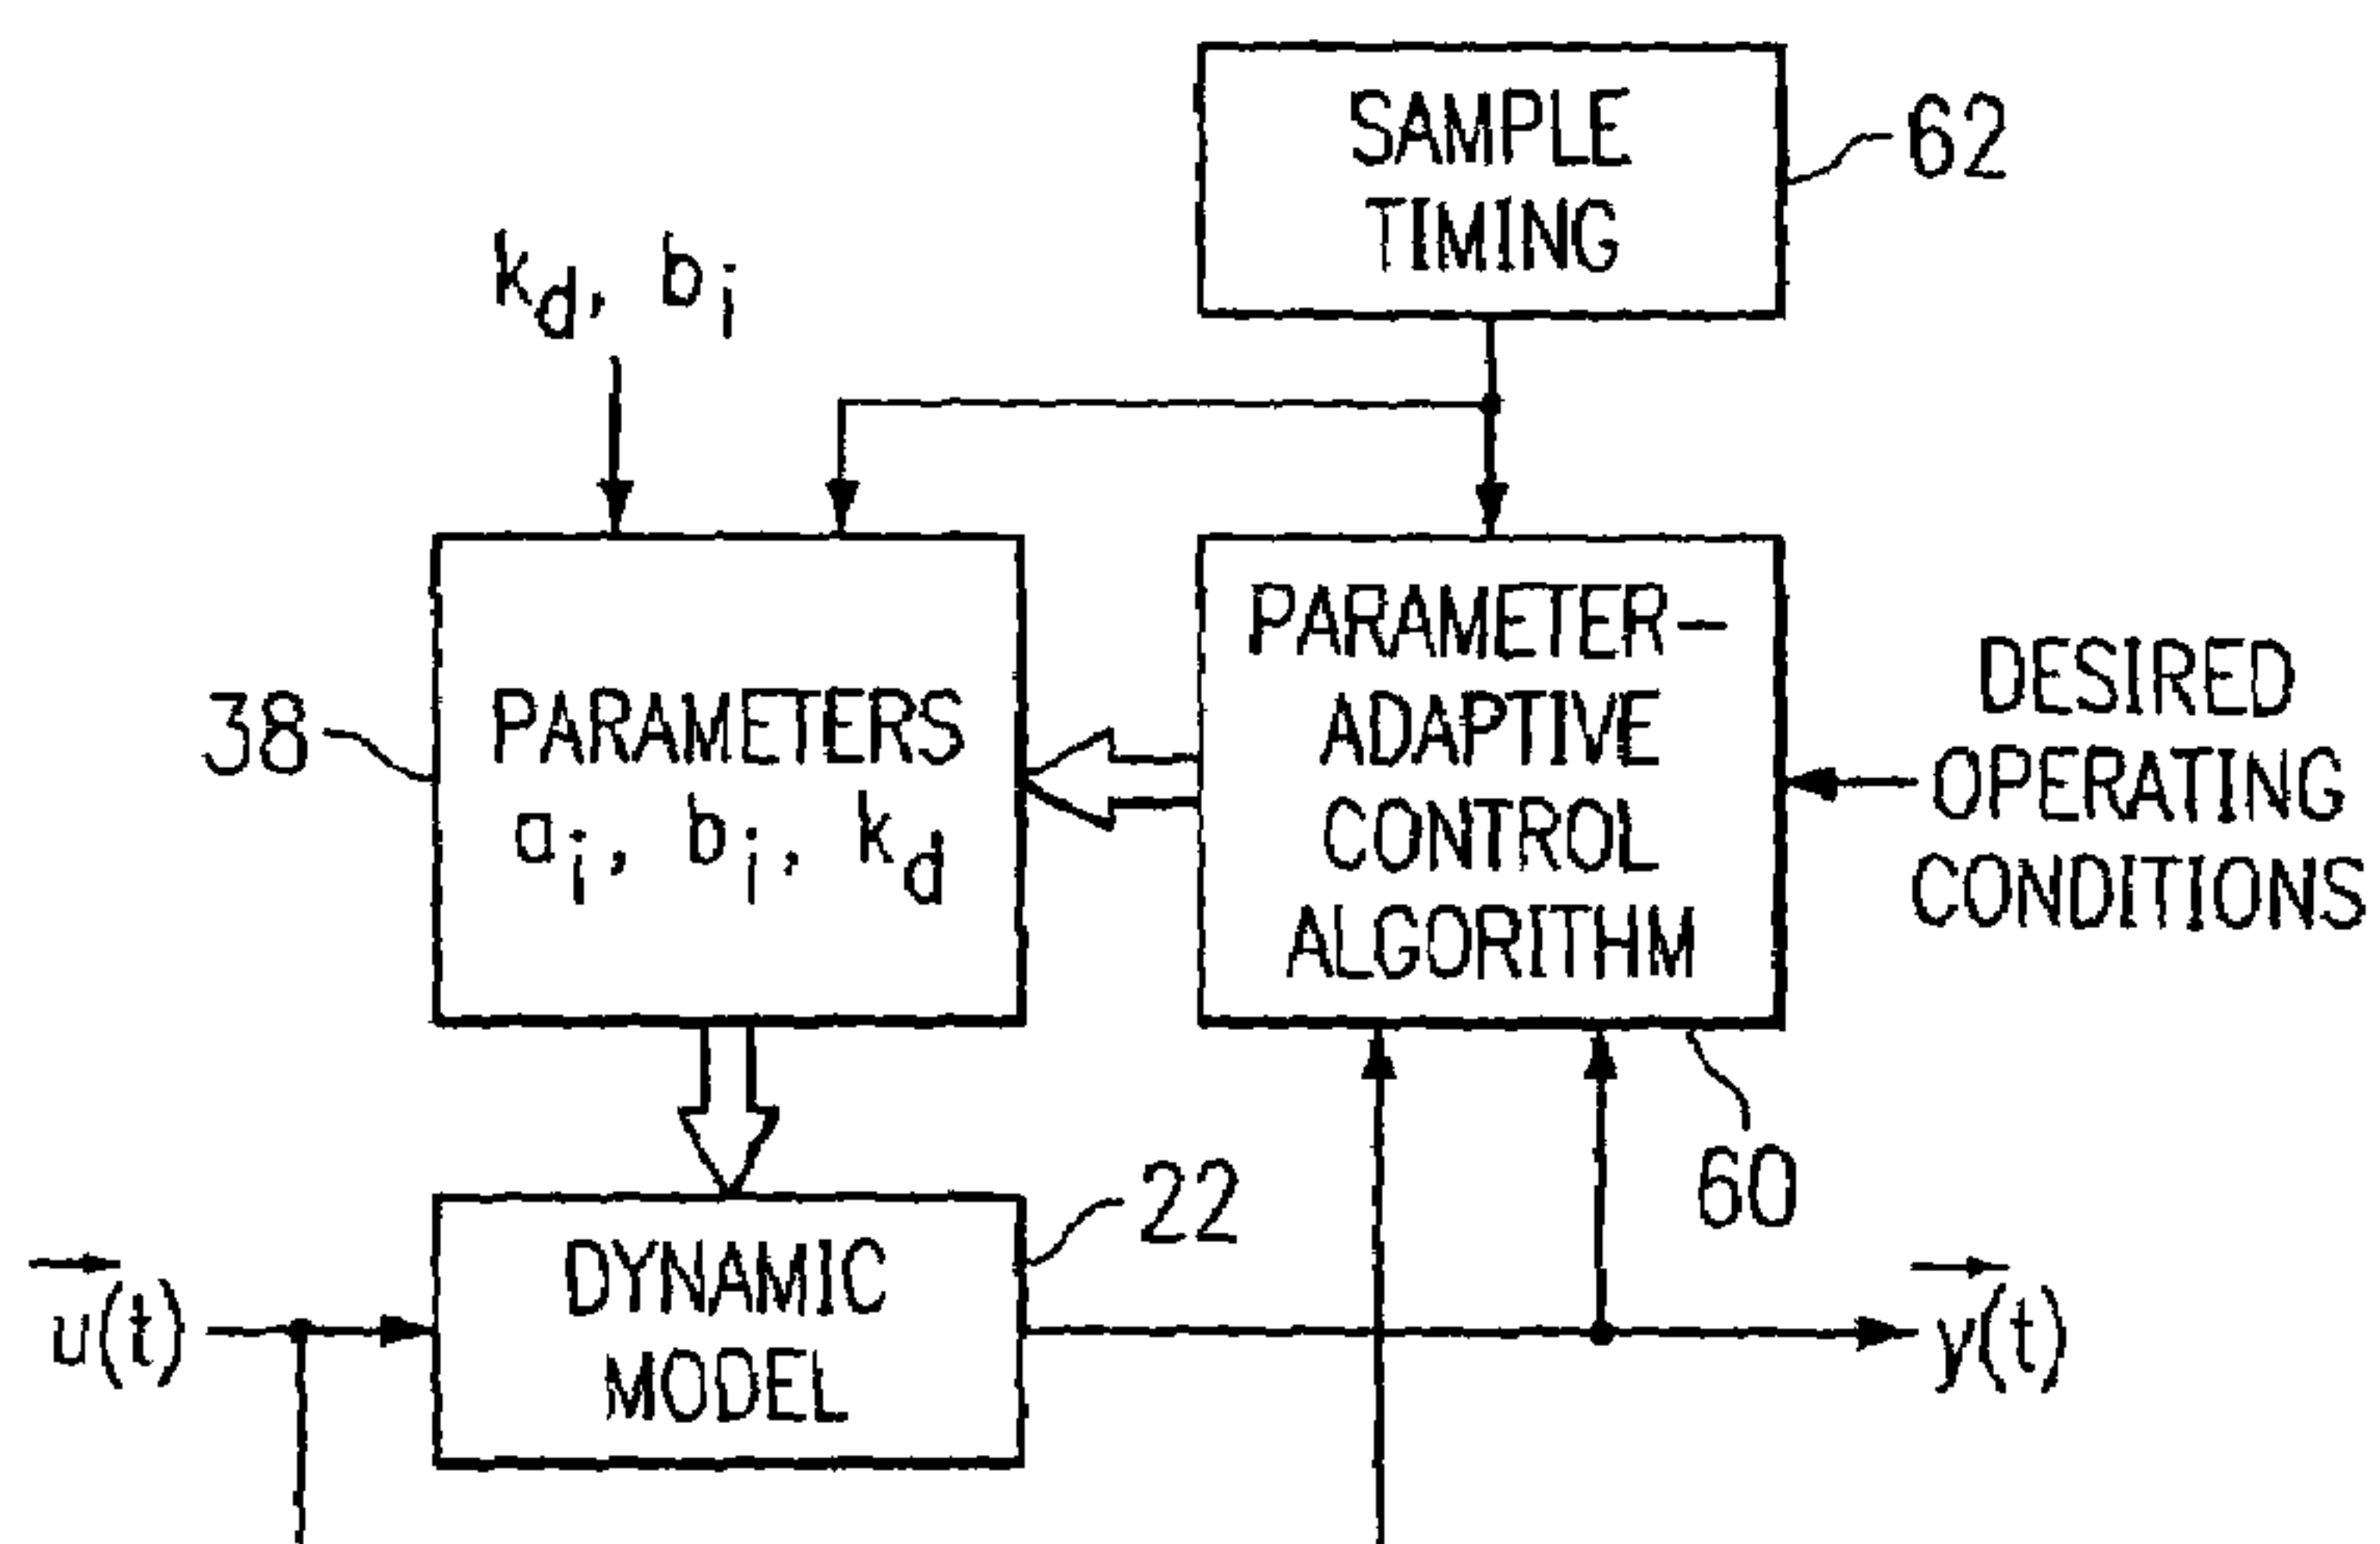 SAMPLE
TIMING
62
k_d, b_i
38
PARAMETERS
a_i, b_i, k_d
PARAMETER-
ADAPTIVE
CONTROL
ALGORITHM
DESIRED
OPERATING
CONDITIONS
60
22
DYNAMIC
MODEL
u(t)
y(t)